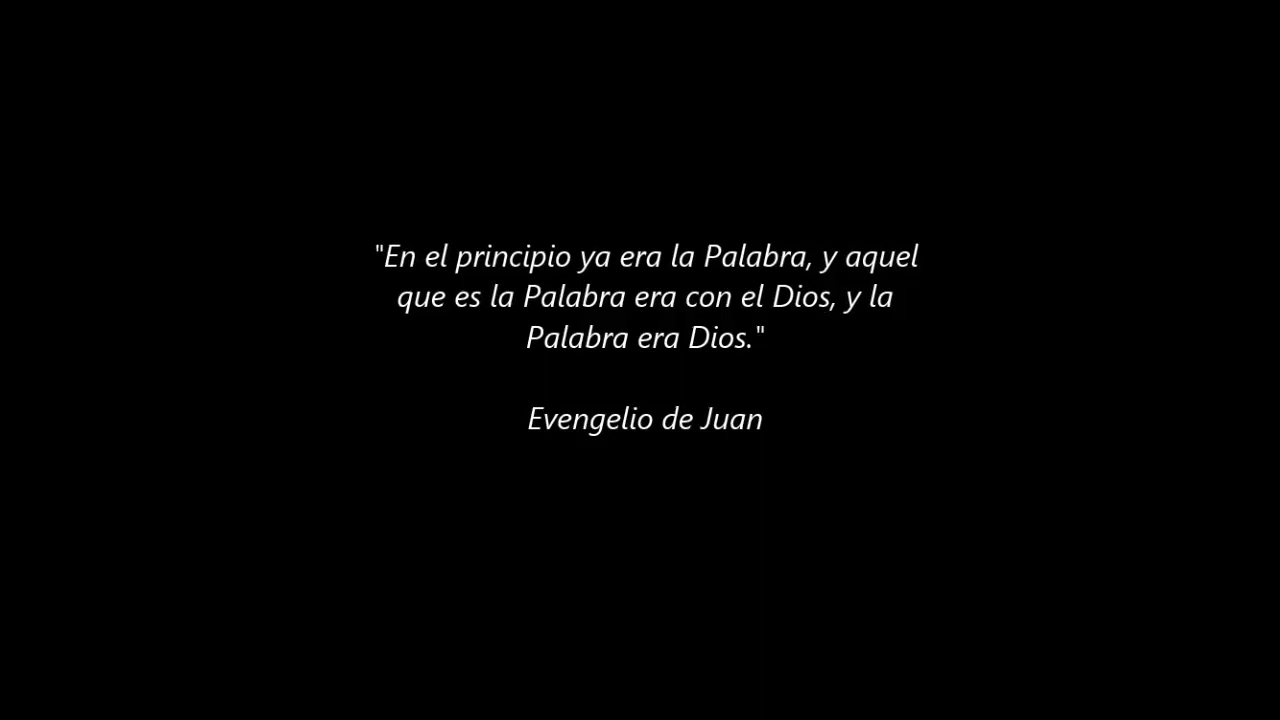 "En el principio ya era la Palabra, y aquel
que es la Palabra era con el Dios, y la
Palabra era Dios."
Evengelio de Juan